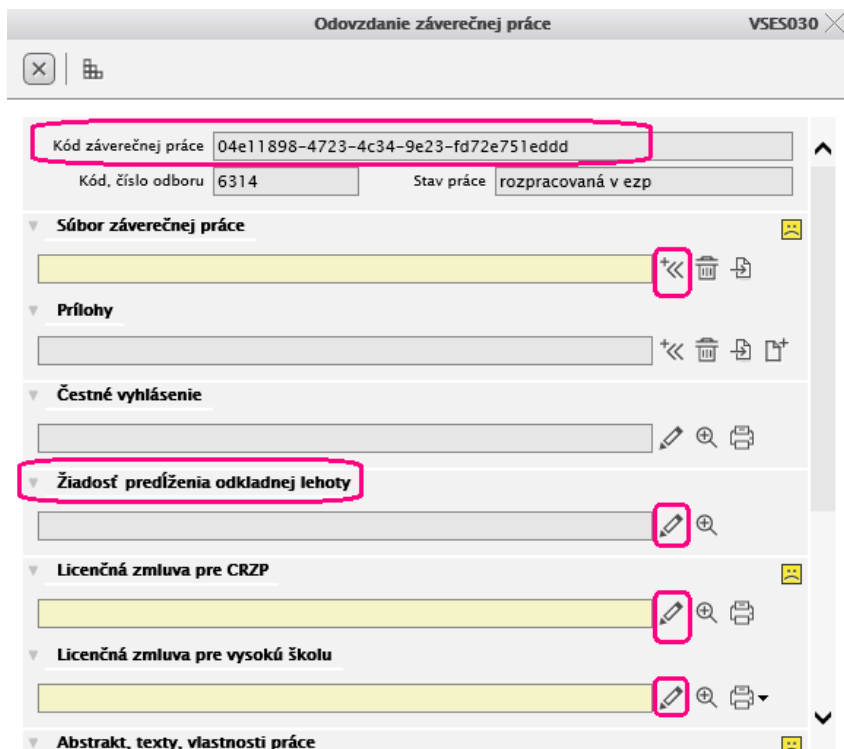 Odovzdanie záverečnej práce VSES030
Kód záverečnej práce 04e11898-4723-4c34-9e23-fd72e751eddd
Kód, číslo odboru 6314 Stav práce rozpracovaná v ezp
Súbor záverečnej práce
Prílohy
Čestné vyhlásenie
Žiadosť predĺženia odkladnej lehoty
Licenčná zmluva pre CRZP
Licenčná zmluva pre vysokú školu
Abstrakt, texty, vlastnosti práce